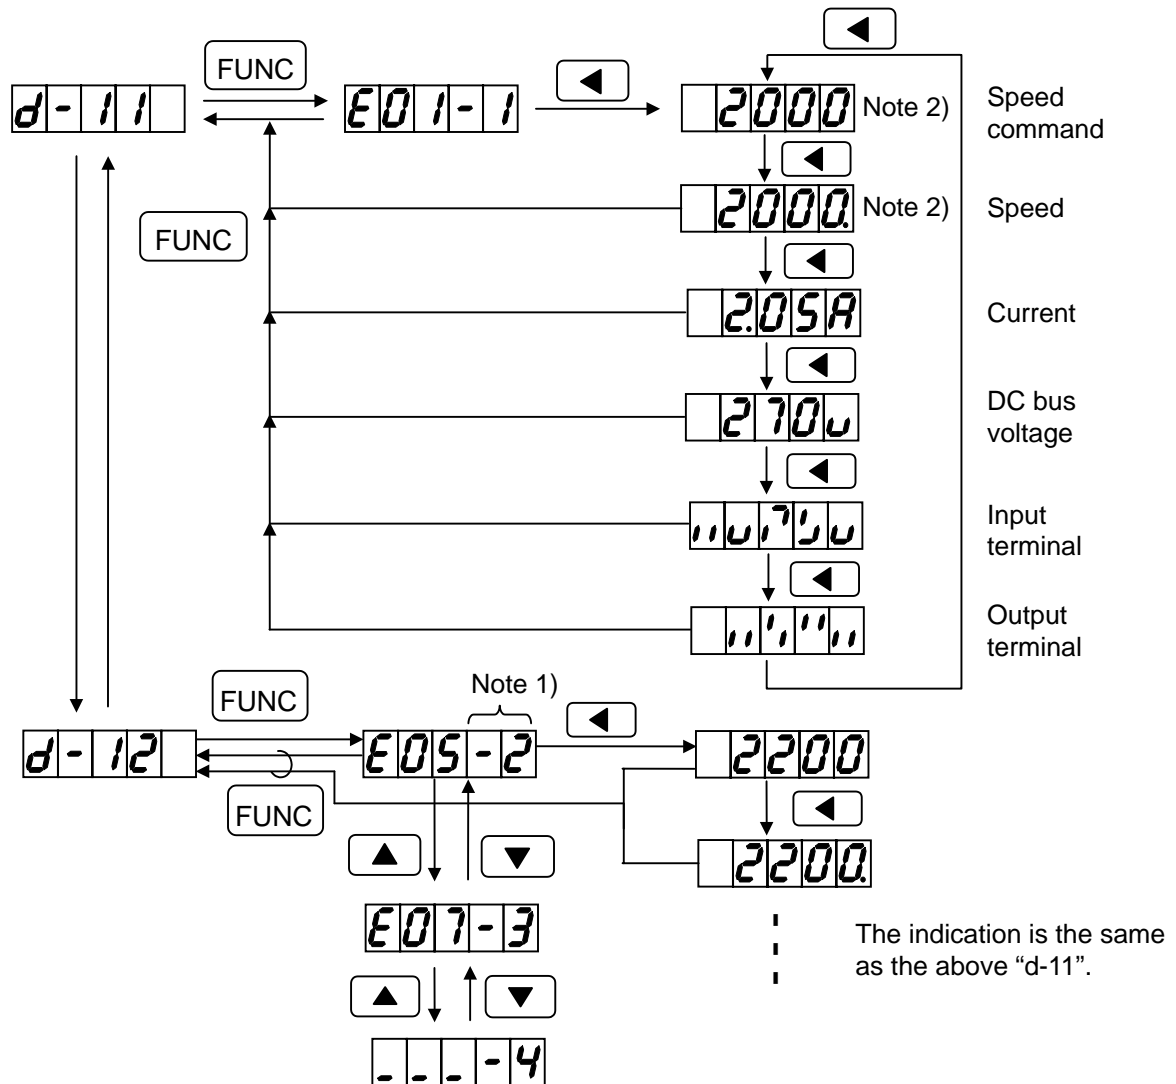 FUNC
d-11
E01-1
2000
Note 2)
Speed
command
2000.
Note 2)
Speed
FUNC
2.05A
Current
270u
DC bus
voltage
Input
terminal
Output
terminal
Note 1)
FUNC
d-12
E05-2
2200
FUNC
2200.
E07-3
The indication is the same
as the above “d-11”.
_ _ _-4